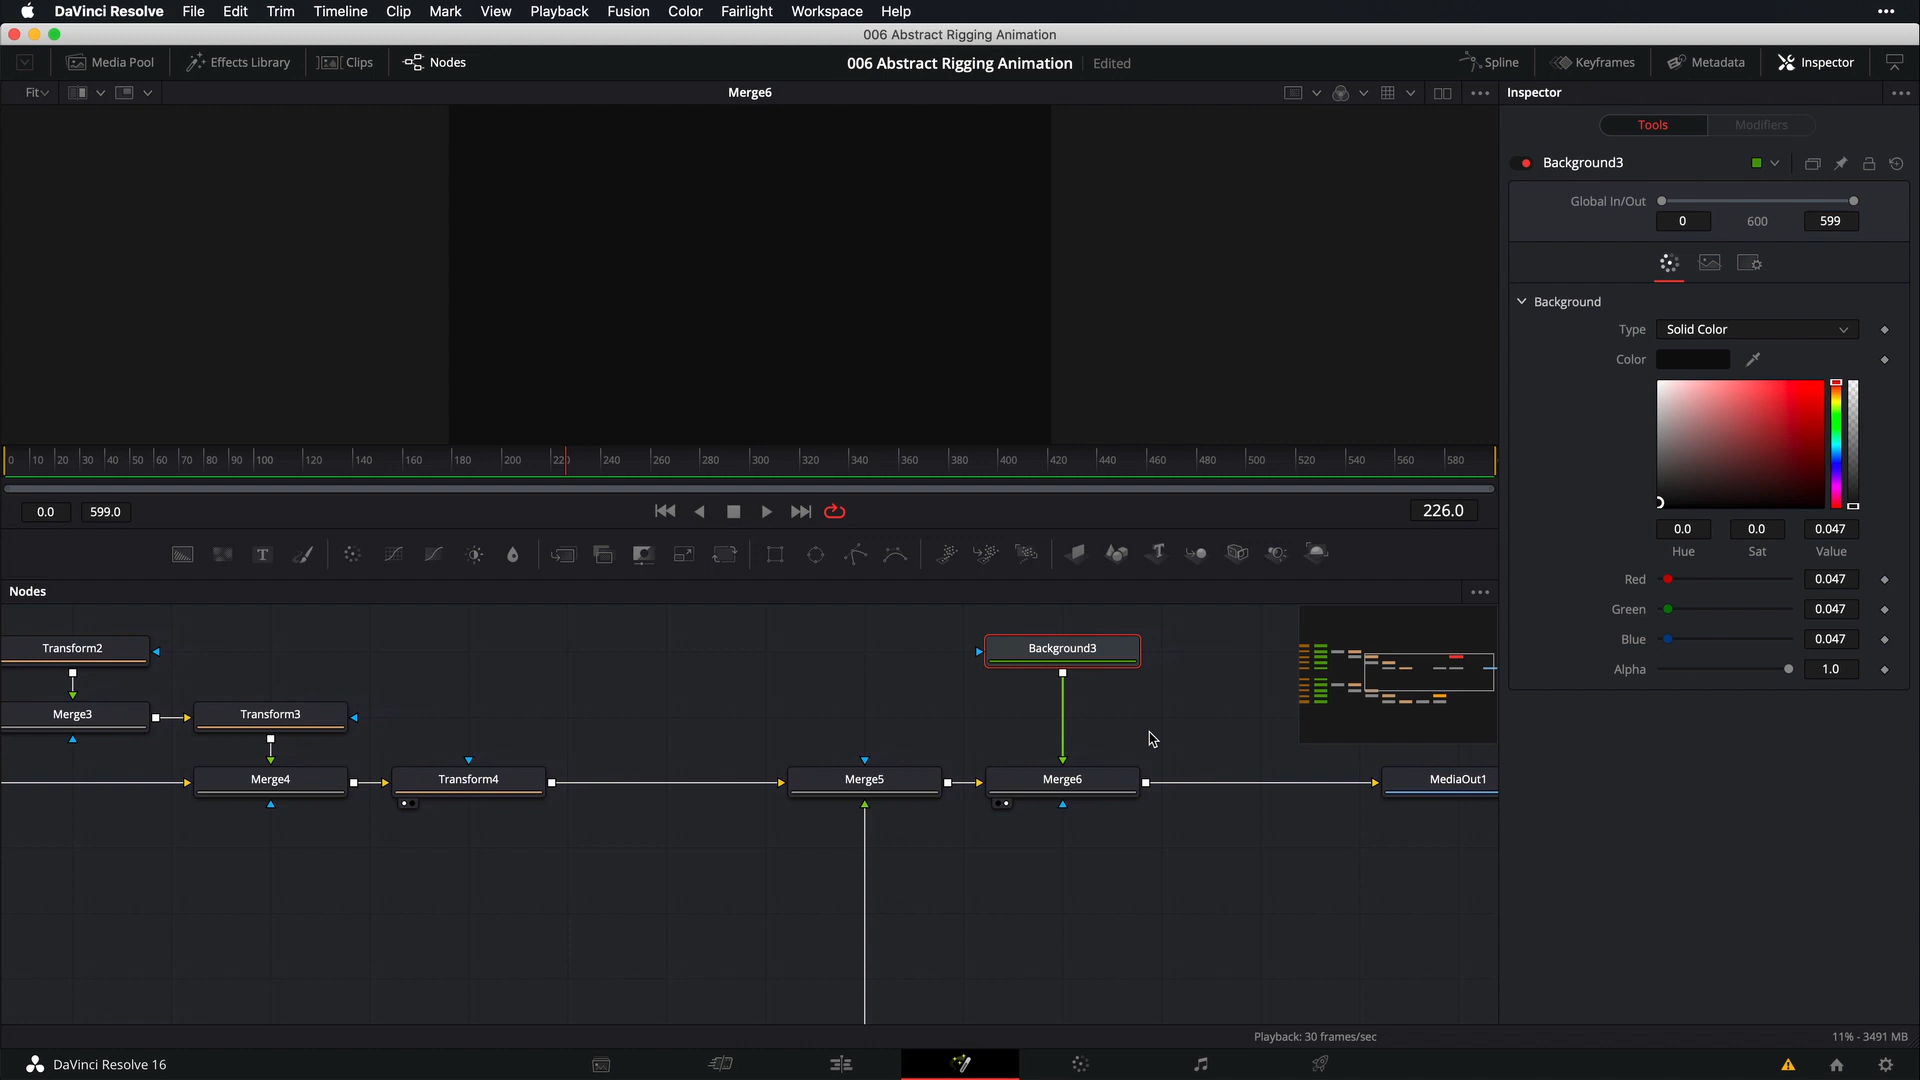 DaVinci Resolve File Edit Trim Timeline Clip Mark View Playback Fusion Color Fairlight Workspace Help
006 Abstract Rigging Animation
Media Pool Effects Library Clips Nodes 006 Abstract Rigging Animation Edited Spline Keyframes Metadata Inspector
Fit Merge6 Inspector
Tools Modifiers
Background3
Global In/Out
0 600 599
Background
Type Solid Color
Color
0 10 20 30 40 50 60 70 80 90 100 120 140 160 180 200 220 240 260 280 300 320 340 360 380 400 420 440 460 480 500 520 540 560 580
0.0 599.0 226.0
0.0 0.0 0.047
Hue Sat Value
Red 0.047
Green 0.047
Blue 0.047
Alpha 1.0
Nodes
Transform2 Background3
Merge3 Transform3
Merge4 Transform4 Merge5 Merge6 MediaOut1
Playback: 30 frames/sec 11% - 3491 MB
DaVinci Resolve 16